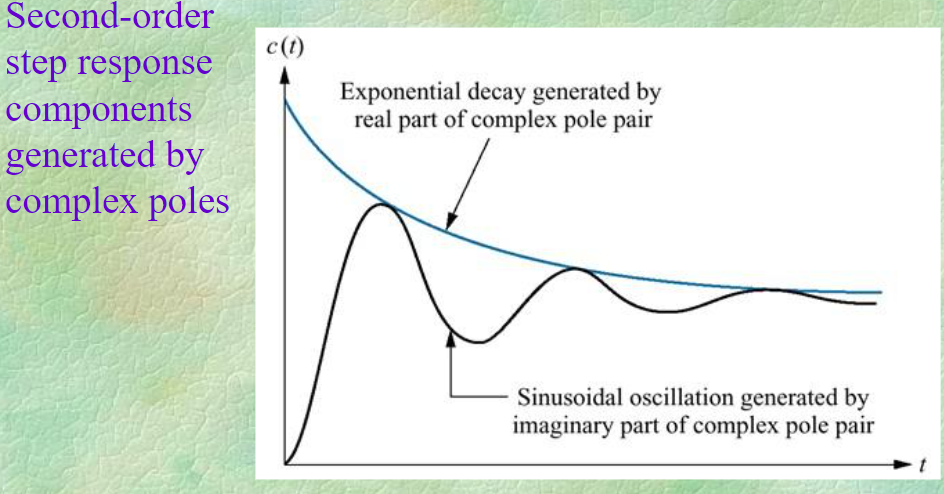 Second-order
step response
components
generated by
complex poles
c(t)
Exponential decay generated by
real part of complex pole pair
Sinusoidal oscillation generated by
imaginary part of complex pole pair
t